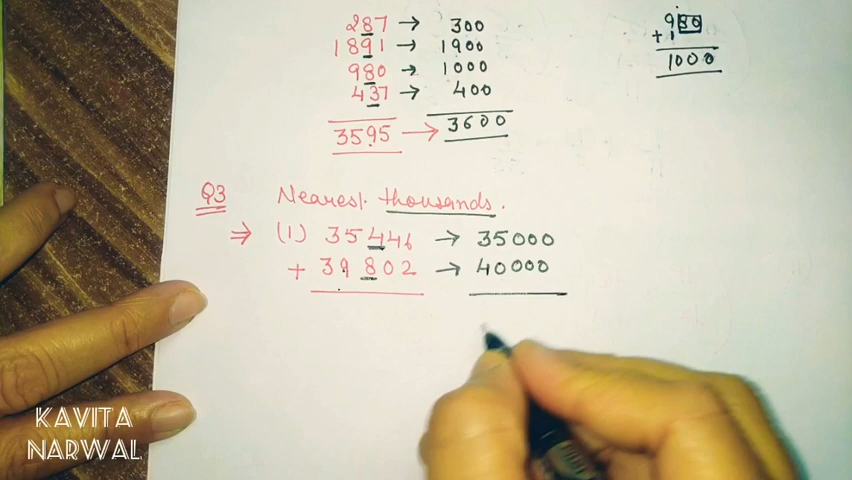 287 → 300
1891 → 1900
980 → 1000
437 → 400
3595 → 3600
+ 1
1000
Q3 Nearest thousands.
⇒ (1) 35446 → 35000
+ 39802 → 40000
KAVITA
NARWAL